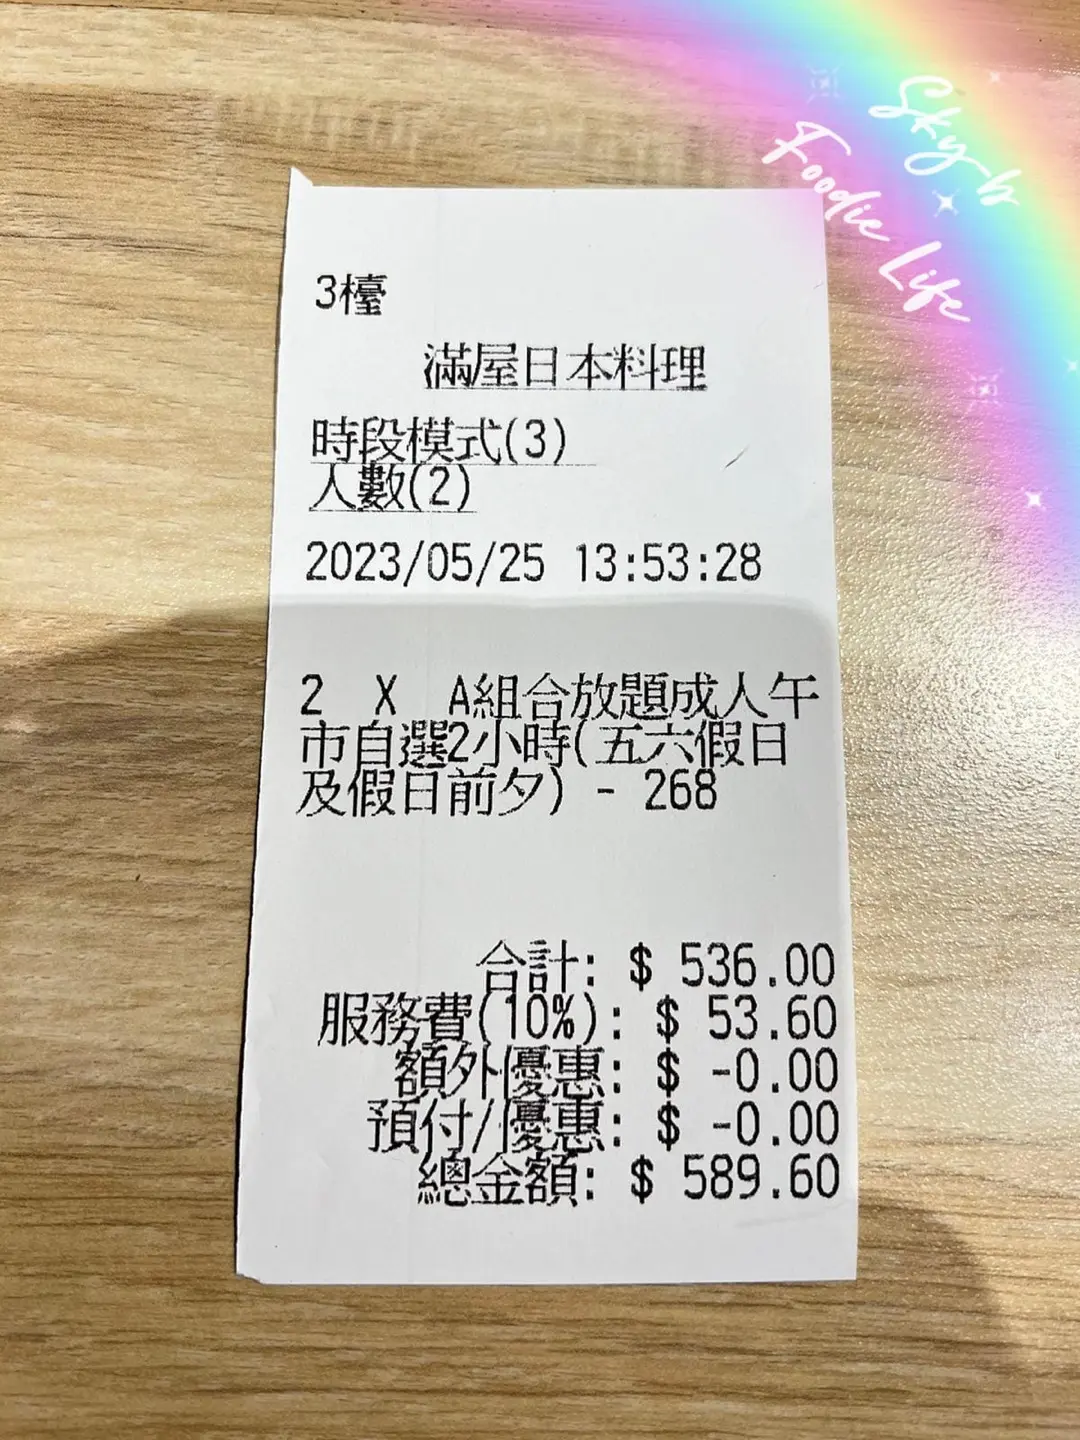 Sky b
Foodie Life
3檯
滿屋日本料理
時段模式(3)
人數(2)
2023/05/25 13:53:28
2 X A組合放題成人午
市自選2小時(五六假日
及假日前夕) - 268
合計: $ 536.00
服務費(10%): $ 53.60
額外優惠: $ -0.00
預付/優惠: $ -0.00
總金額: $ 589.60